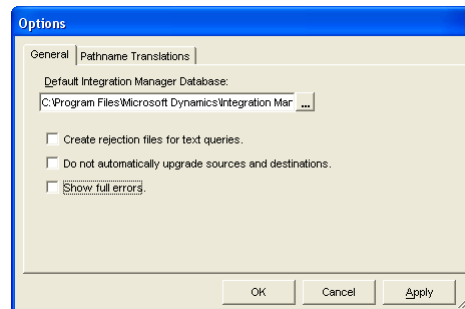 Options
General Pathname Translations
Default Integration Manager Database:
C:\Program Files\Microsoft Dynamics\Integration Mar ...
Create rejection files for text queries.
Do not automatically upgrade sources and destinations.
Show full errors.
OK Cancel Apply